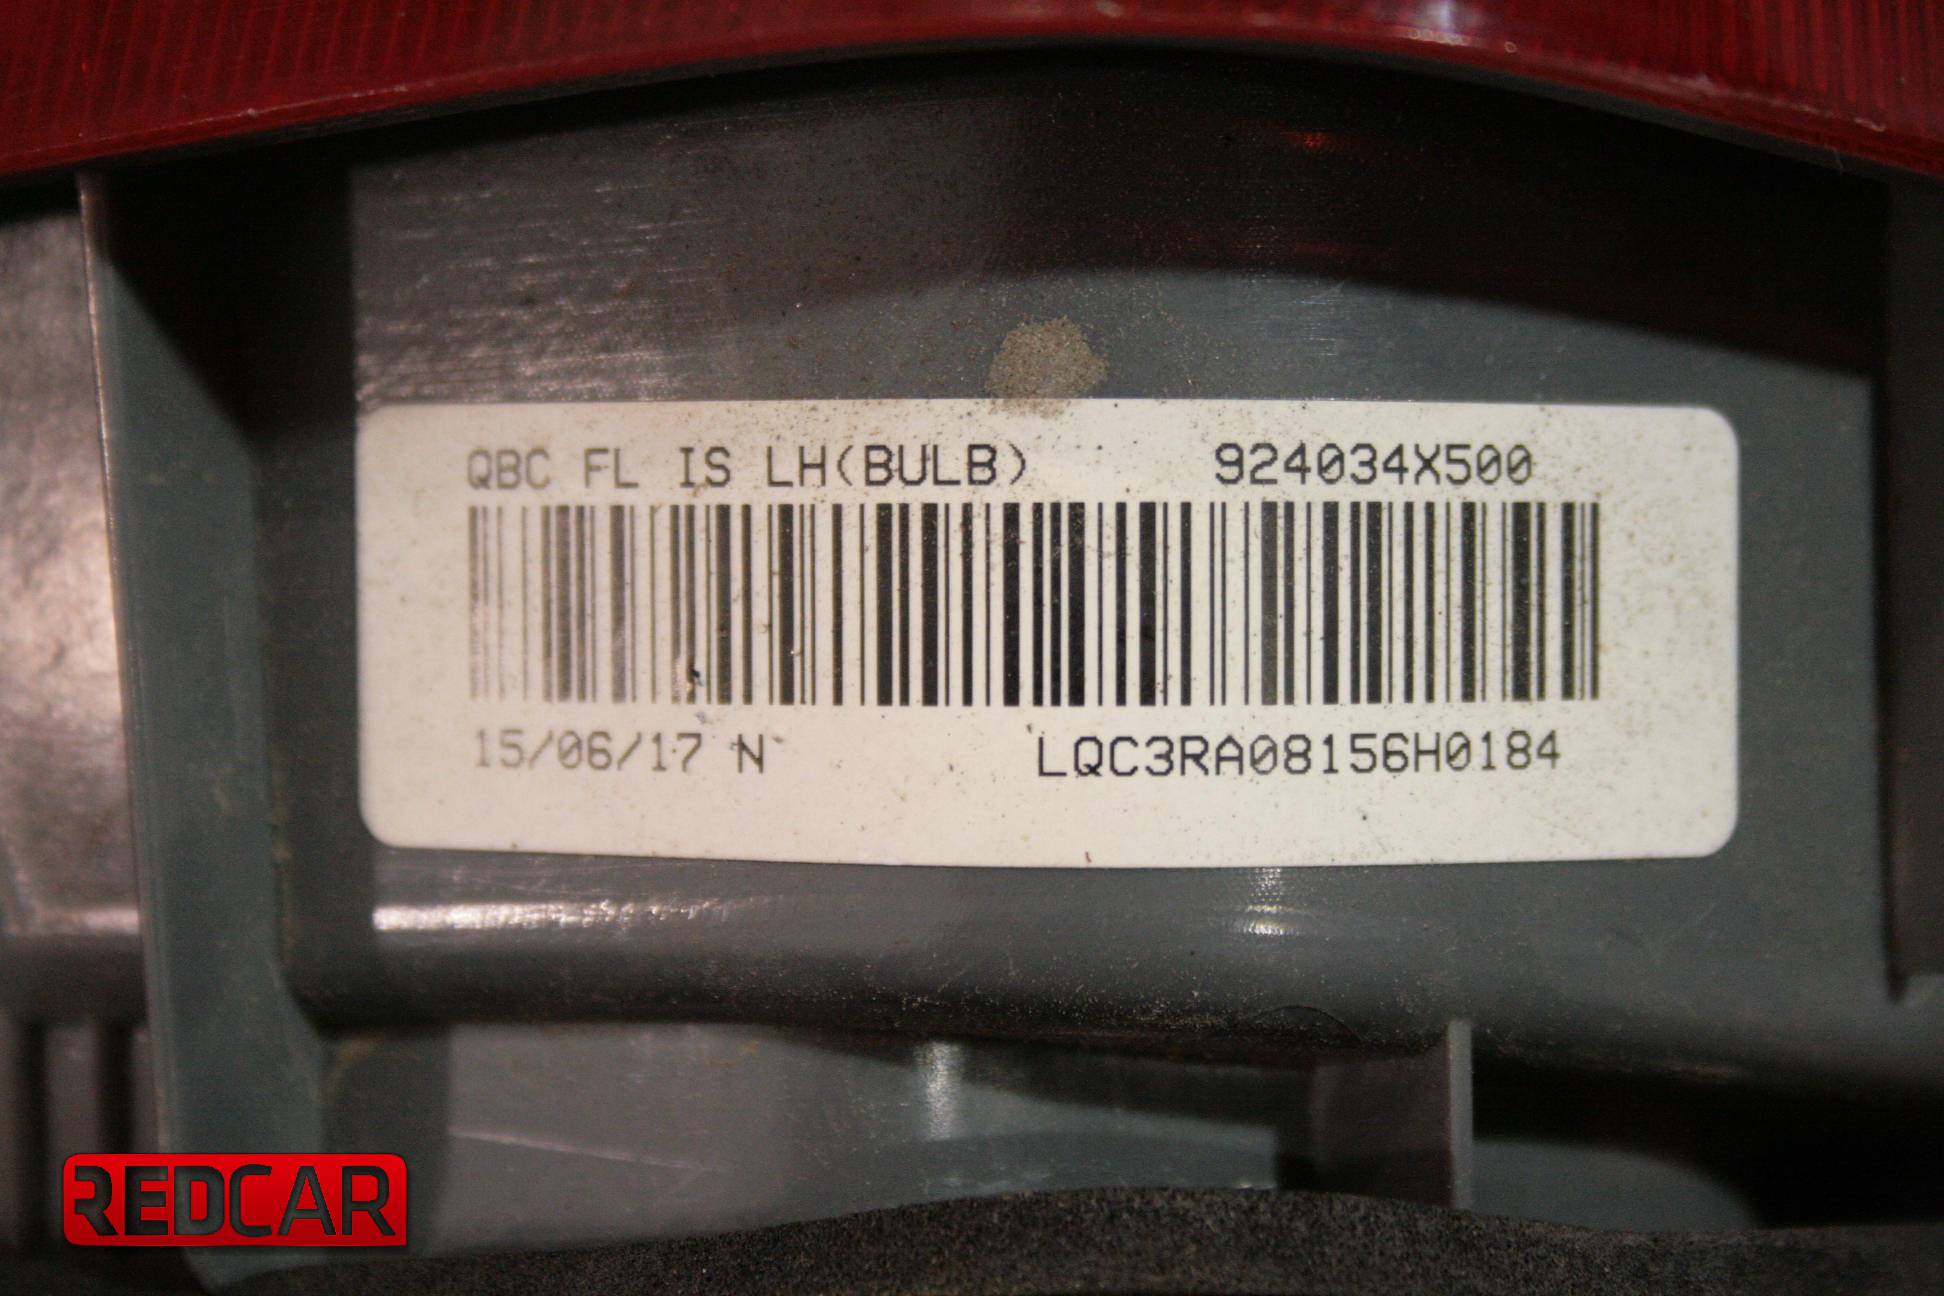 QBC FL IS LH(BULB) 924034X500
15/06/17 N LQC3RA08156H0184
REDCAR